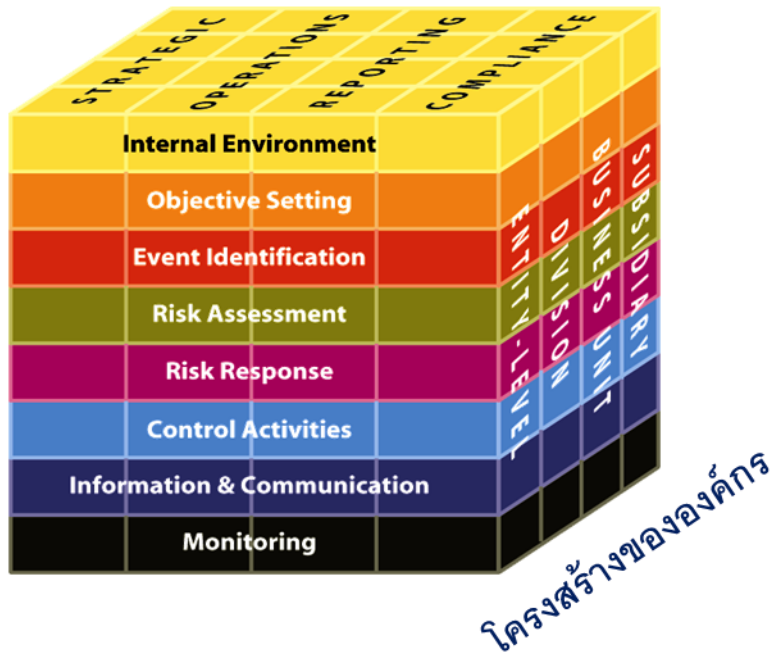 STRATEGIC
OPERATIONS
REPORTING
COMPLIANCE
Internal Environment
Objective Setting
Event Identification
Risk Assessment
Risk Response
Control Activities
Information & Communication
Monitoring
ENTITY-LEVEL
DIVISION
BUSINESS UNIT
SUBSIDIARY
โครงสร้างขององค์กร